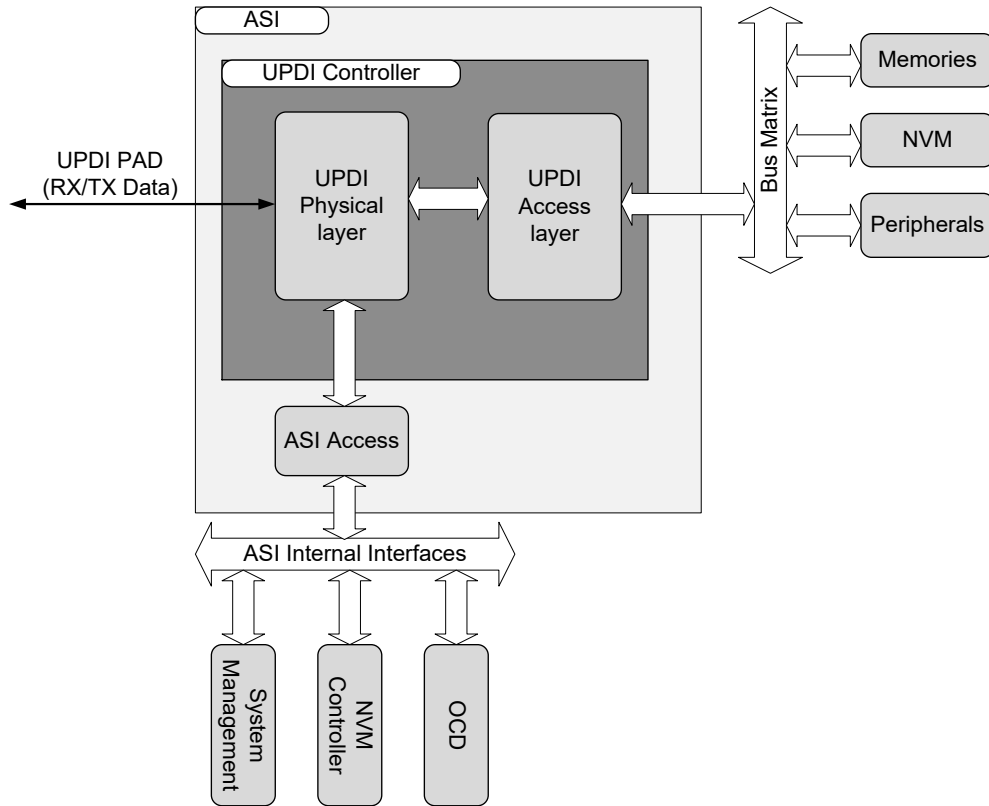 ASI
UPDI Controller
UPDI PAD
(RX/TX Data)
UPDI
Physical
layer
UPDI
Access
layer
Bus Matrix
Memories
NVM
Peripherals
ASI Access
ASI Internal Interfaces
System
Management
NVM
Controller
OCD